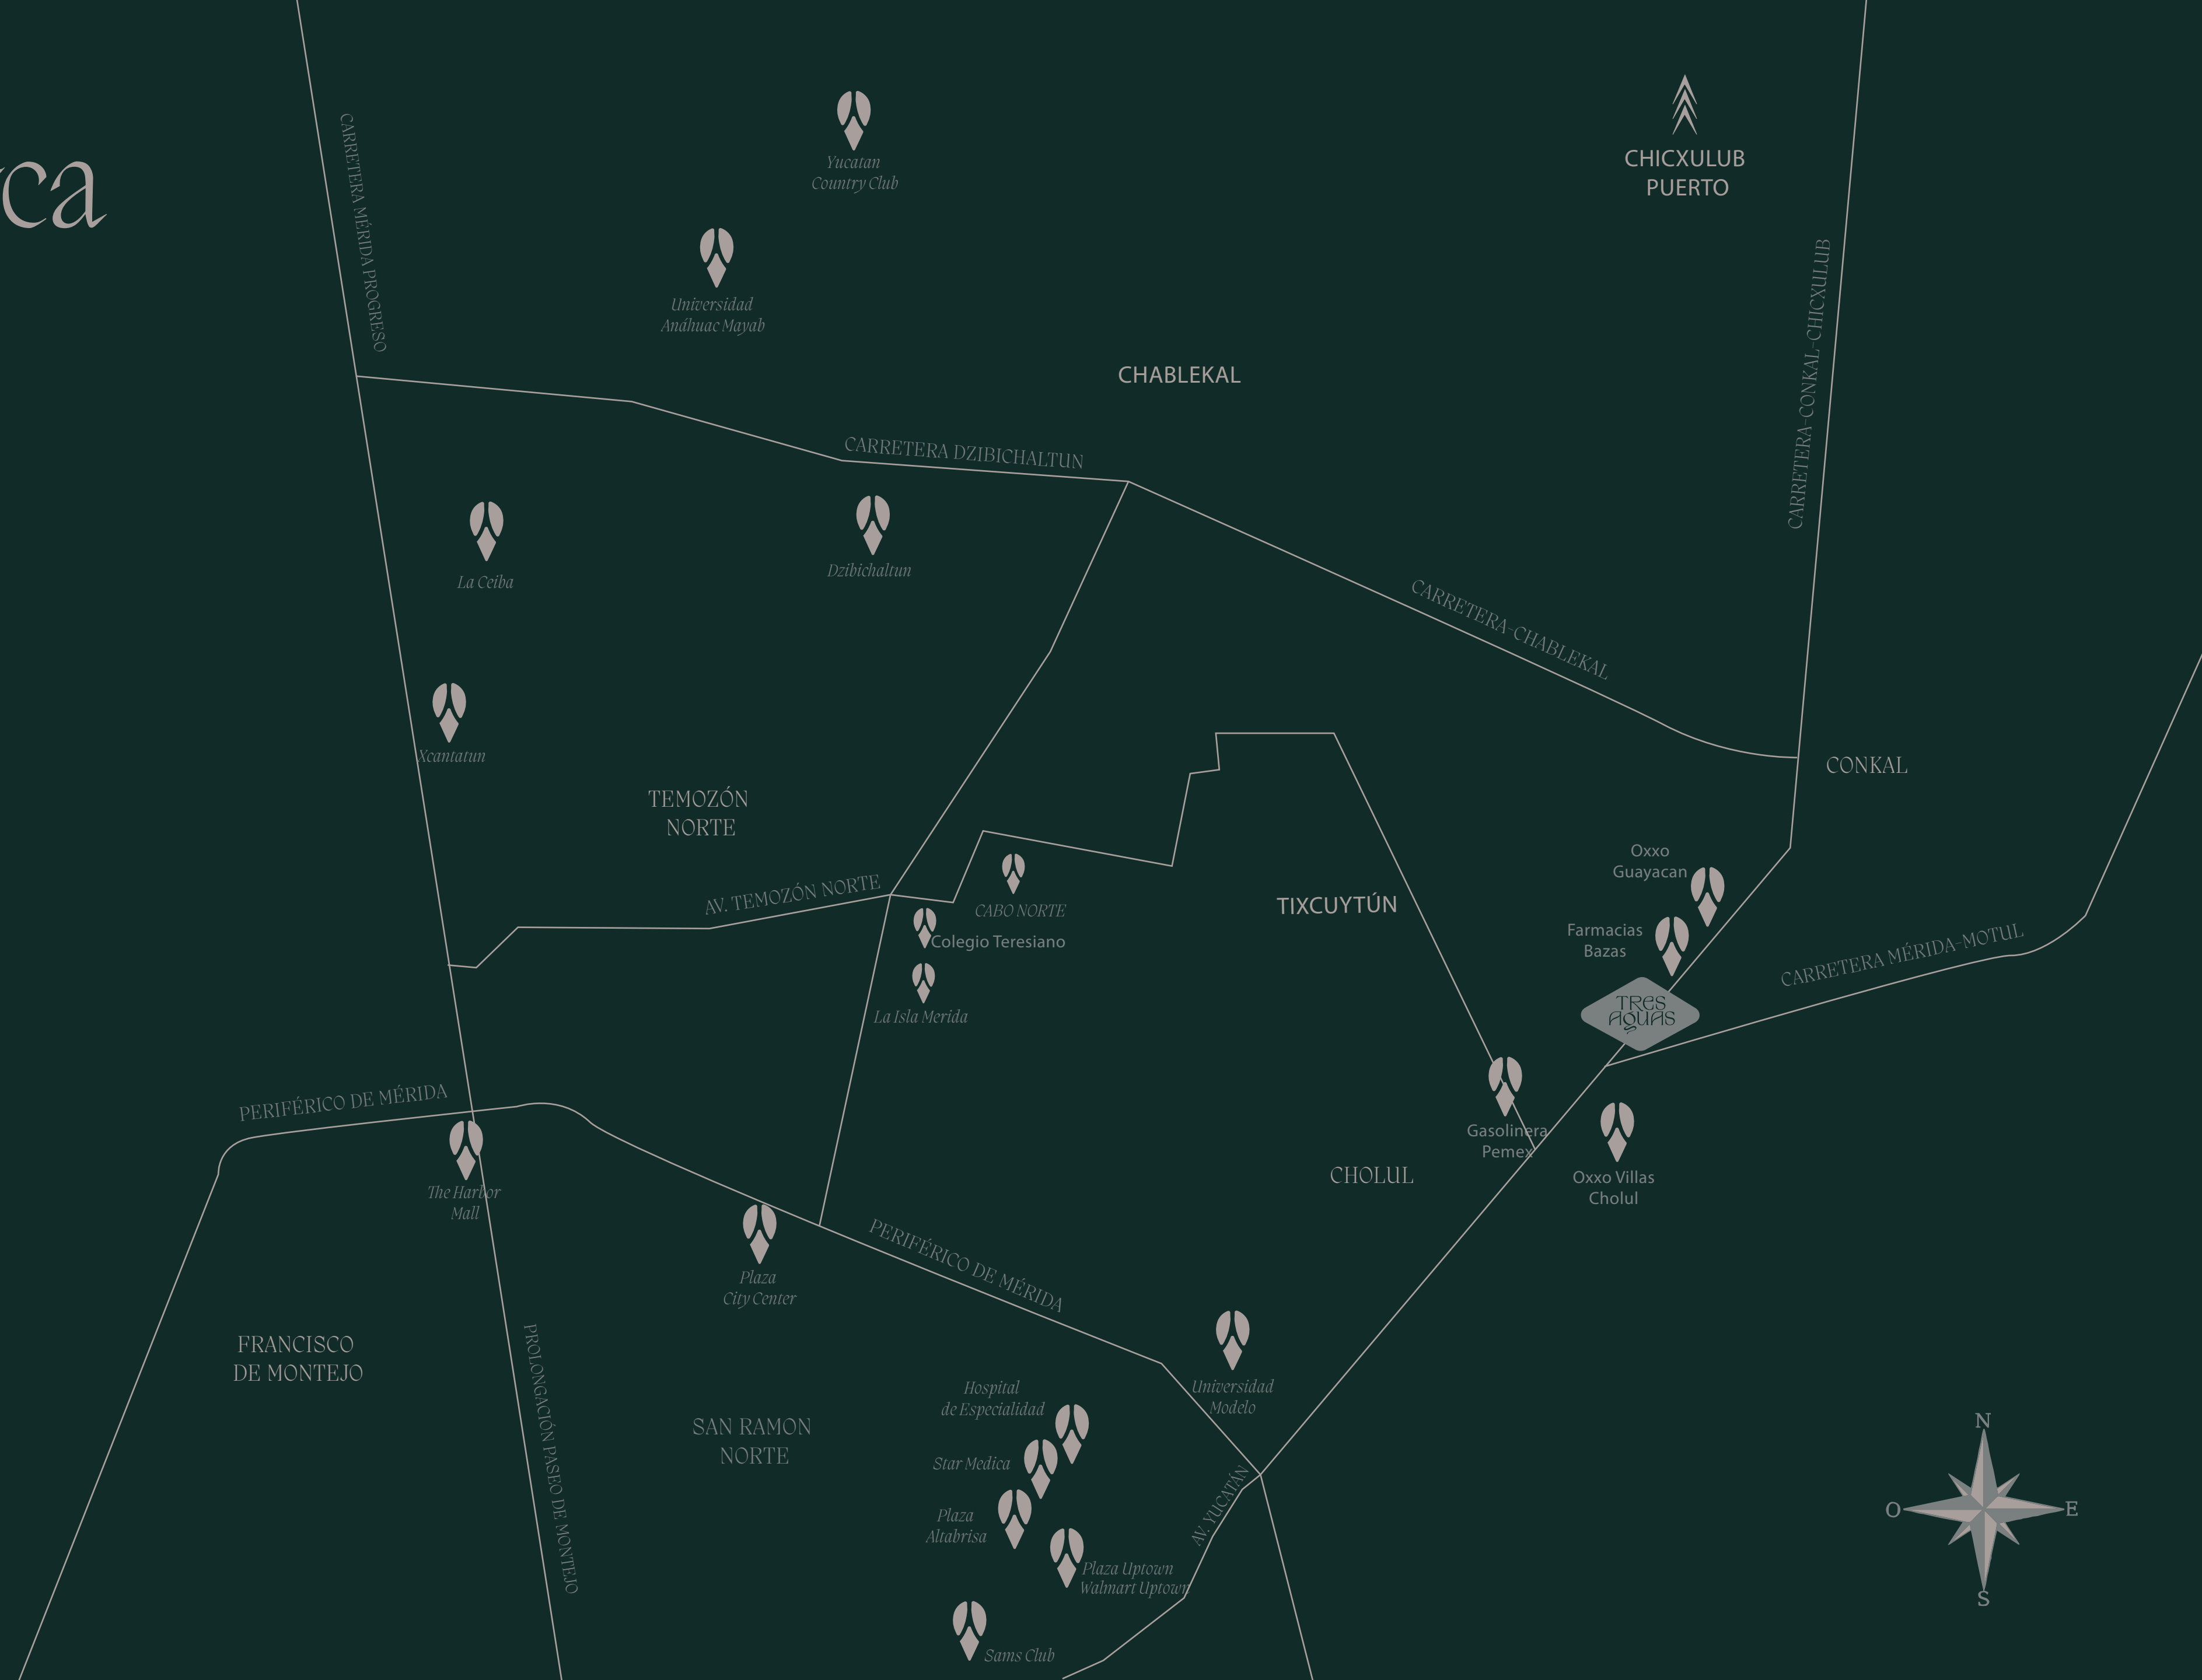 ca
CARRETERA MÉRIDA PROGRESO
Yucatan
Country Club
CHICXULUB
PUERTO
Universidad
Anáhuac Mayab
CARRETERA-CONKAL-CHICXULUB
CHABLEKAL
CARRETERA DZIBICHALTUN
La Ceiba
Dzibichaltun
CARRETERA-CHABLEKAL
Xcantatun
CONKAL
TEMOZÓN
NORTE
Oxxo
Guayacan
AV. TEMOZÓN NORTE
CABO NORTE
TIXCUYTÚN
Colegio Teresiano
Farmacias
Bazas
CARRETERA MÉRIDA-MOTUL
La Isla Merida
TRES
AGUAS
PERIFÉRICO DE MÉRIDA
Gasolinera
Pemex
CHOLUL
Oxxo Villas
Cholul
The Harbor
Mall
PERIFÉRICO DE MÉRIDA
Plaza
City Center
FRANCISCO
DE MONTEJO
PROLONGACIÓN PASEO DE MONTEJO
Universidad
Modelo
Hospital
de Especialidad
SAN RAMON
NORTE
Star Medica
AV. YUCATÁN
Plaza
Altabrisa
Plaza Uptown
Walmart Uptown
Sams Club
N
O
E
S